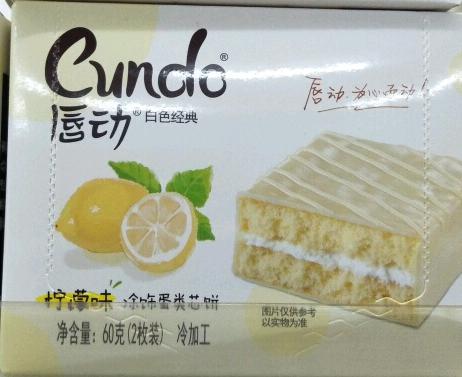 Cundo®
唇动®白色经典
唇动,为心而动!
柠檬味 涂饰蛋类芯饼
图片仅供参考
以实物为准
净含量：60克(2枚装) 冷加工